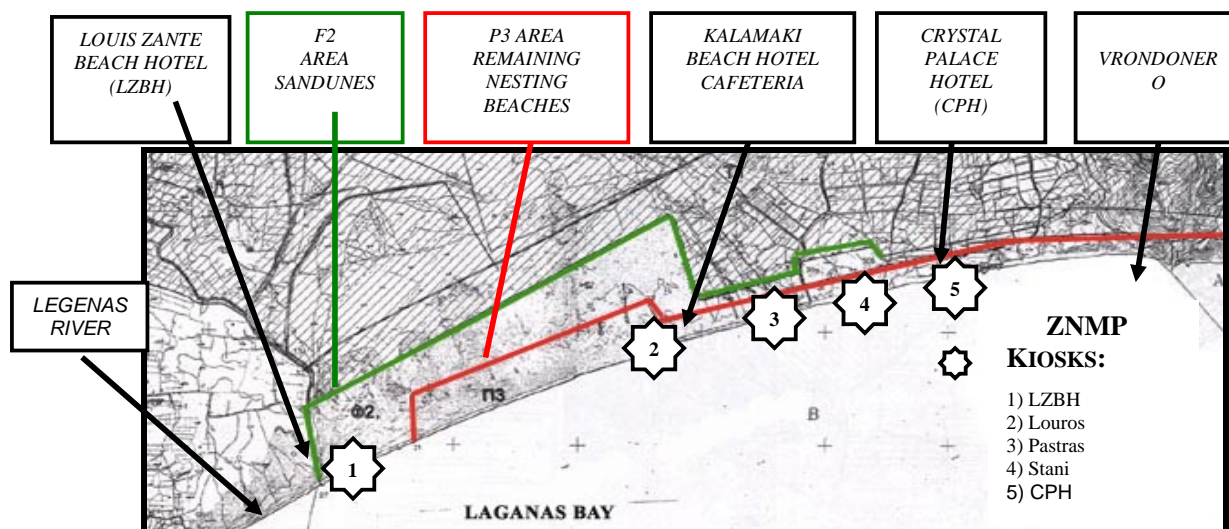 LOUIS ZANTE
BEACH HOTEL
(LZBH)
F2
AREA
SANDUNES
P3 AREA
REMAINING
NESTING
BEACHES
KALAMAKI
BEACH HOTEL
CAFETERIA
CRYSTAL
PALACE
HOTEL
(CPH)
VRONDONER
O
LEGENAS
RIVER
Φ2.
Π3
B
1
2
3
4
5
ZNMP
KIOSKS:
1) LZBH
2) Louros
3) Pastras
4) Stani
5) CPH
LAGANAS BAY